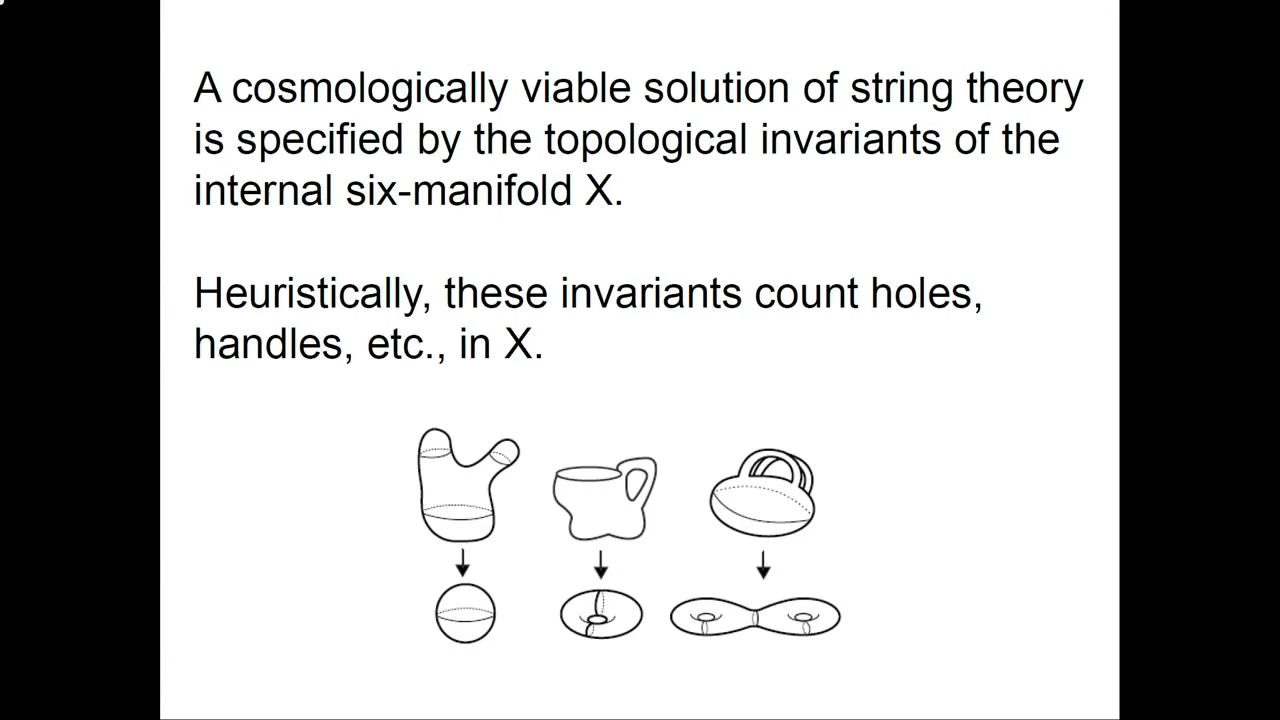 A cosmologically viable solution of string theory
is specified by the topological invariants of the
internal six-manifold X.
Heuristically, these invariants count holes,
handles, etc., in X.